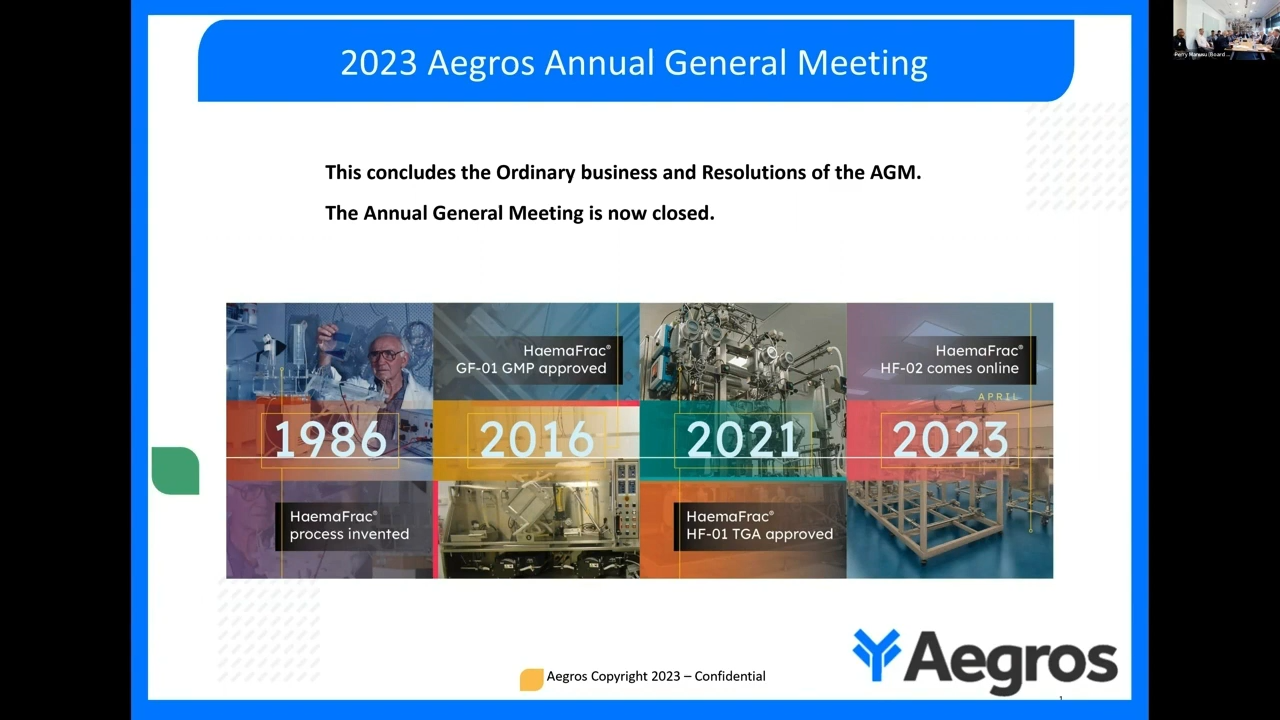 2023 Aegros Annual General Meeting
This concludes the Ordinary business and Resolutions of the AGM.
The Annual General Meeting is now closed.
HaemaFrac®
GF-01 GMP approved
HaemaFrac®
HF-02 comes online
APRIL
1986
2016
2021
2023
HaemaFrac®
process invented
HaemaFrac®
HF-01 TGA approved
Aegros
Aegros Copyright 2023 – Confidential